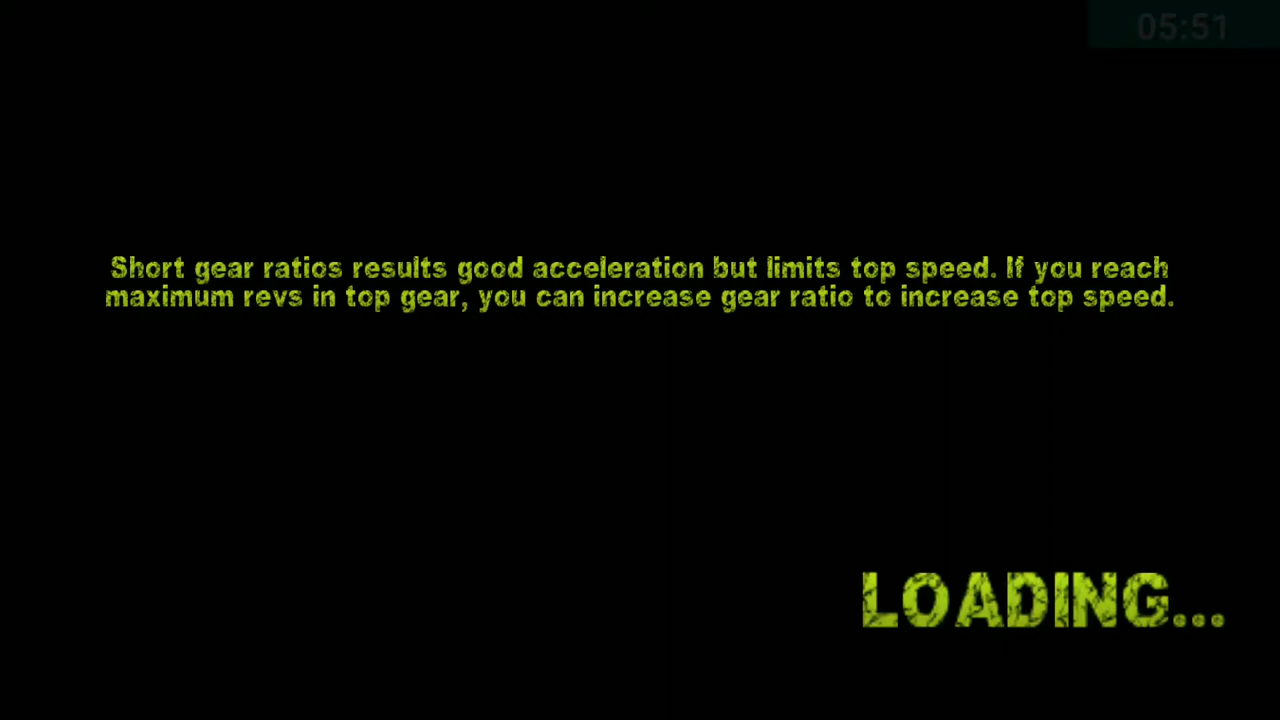 05:51
Short gear ratios results good acceleration but limits top speed. If you reach
maximum revs in top gear, you can increase gear ratio to increase top speed.
LOADING...